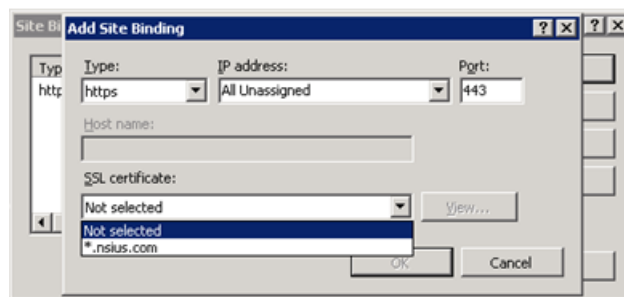 Site Bi
Add Site Binding
Typ
http
Type:
IP address:
Port:
https
All Unassigned
443
Host name:
SSL certificate:
Not selected
View...
Not selected
*.nsius.com
OK
Cancel